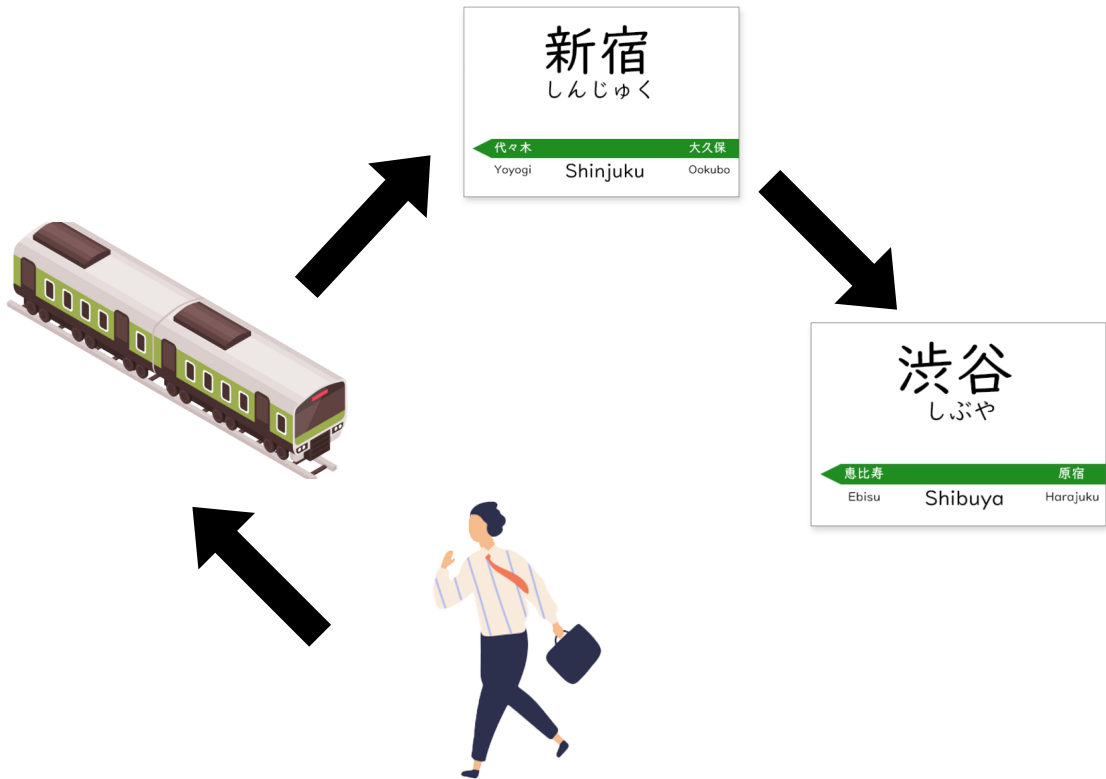 新宿
しんじゅく
代々木 大久保
Yoyogi Shinjuku Ookubo
渋谷
しぶや
恵比寿 原宿
Ebisu Shibuya Harajuku